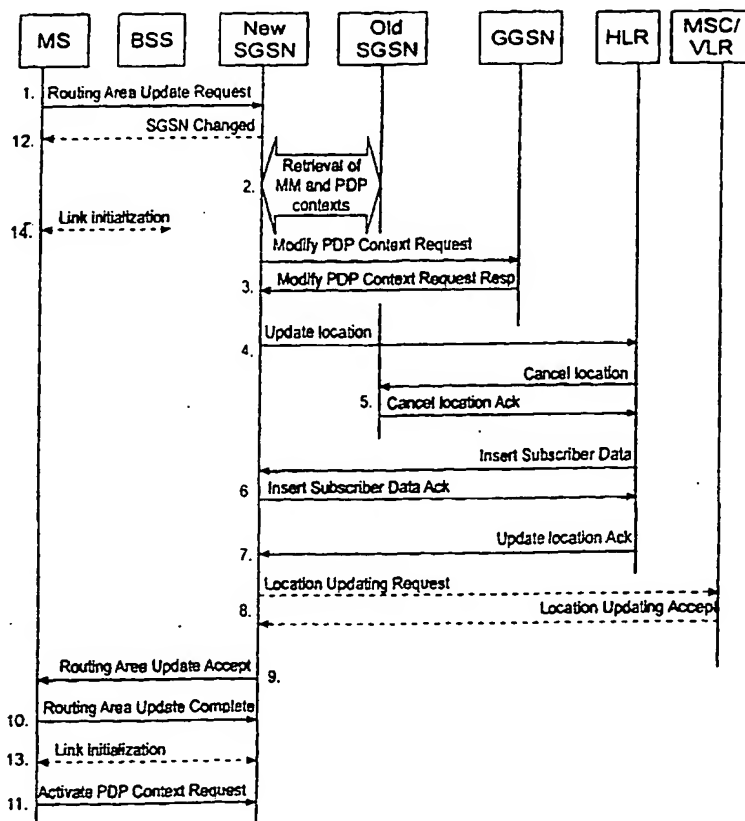 MS
BSS
New
SGSN
Old
SGSN
GGSN
HLR
MSC/
VLR
1. Routing Area Update Request
12. SGSN Changed
2. Retrieval of
MM and PDP
contexts
14. Link initialization
Modify PDP Context Request
3. Modify PDP Context Request Resp
4. Update location
Cancel location
5. Cancel location Ack
Insert Subscriber Data
6 Insert Subscriber Data Ack
7. Update location Ack
Location Updating Request
8. Location Updating Accept
Routing Area Update Accept 9.
10. Routing Area Update Complete
13. Link Initialization
11. Activate PDP Context Request